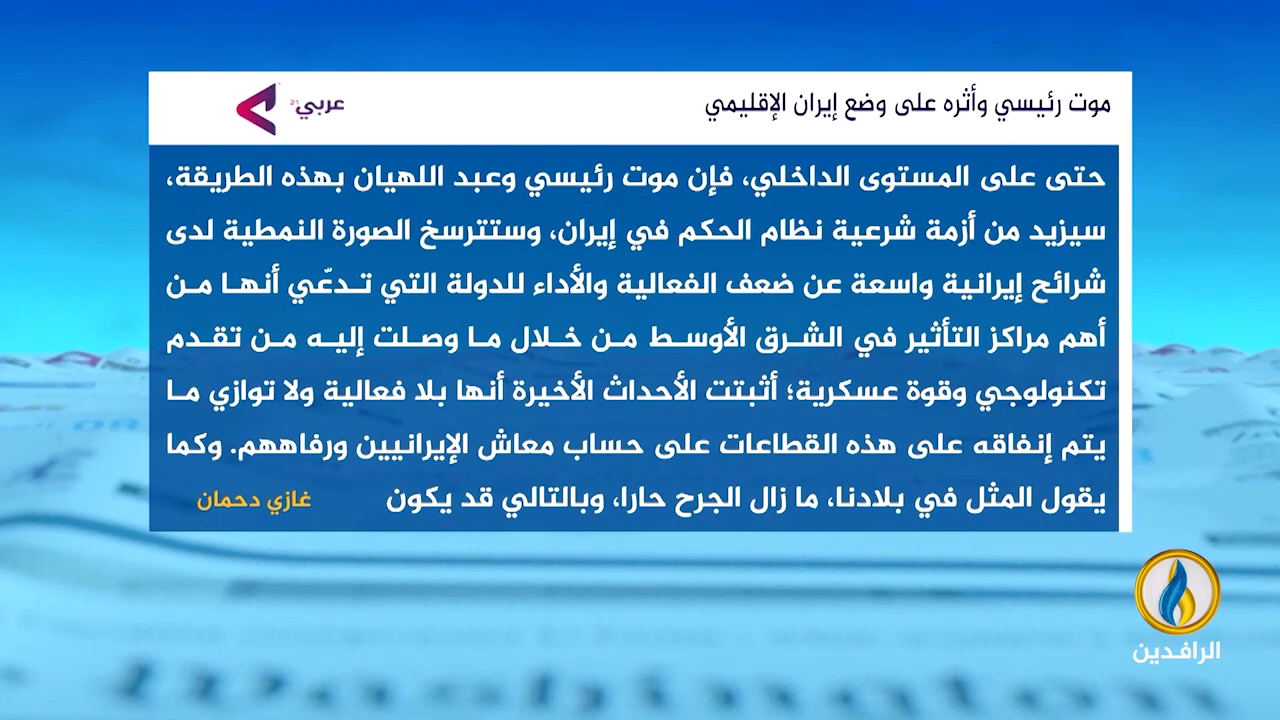 موت رئيسي وأثره على وضع إيران الإقليمي
عربي21
حتى على المستوى الداخلي، فإن موت رئيسي وعبد اللهيان بهذه الطريقة،
سيزيد من أزمة شرعية نظام الحكم في إيران، وستترسخ الصورة النمطية لدى
شرائح إيرانية واسعة عن ضعف الفعالية والأداء للدولة التي تدّعي أنها من
أهم مراكز التأثير في الشرق الأوسط من خلال ما وصلت إليه من تقدم
تكنولوجي وقوة عسكرية؛ أثبتت الأحداث الأخيرة أنها بلا فعالية ولا توازي ما
يتم إنفاقه على هذه القطاعات على حساب معاش الإيرانيين ورفاههم. وكما
يقول المثل في بلادنا، ما زال الجرح حارا، وبالتالي قد يكون
غازي دحمان
الرافدين
Washington